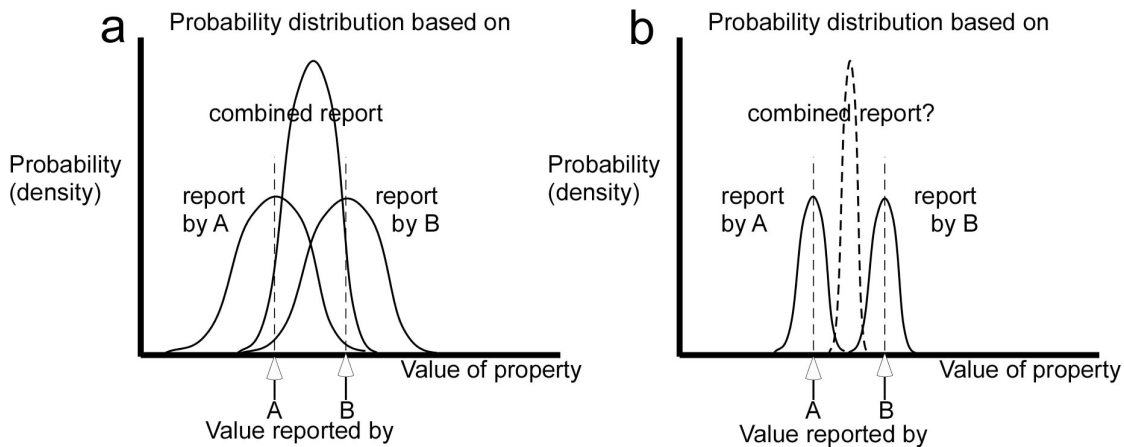 a
Probability distribution based on
combined report
Probability
(density)
report
by A
report
by B
Value of property
A
B
Value reported by
b
Probability distribution based on
combined report?
Probability
(density)
report
by A
report
by B
Value of property
A
B
Value reported by